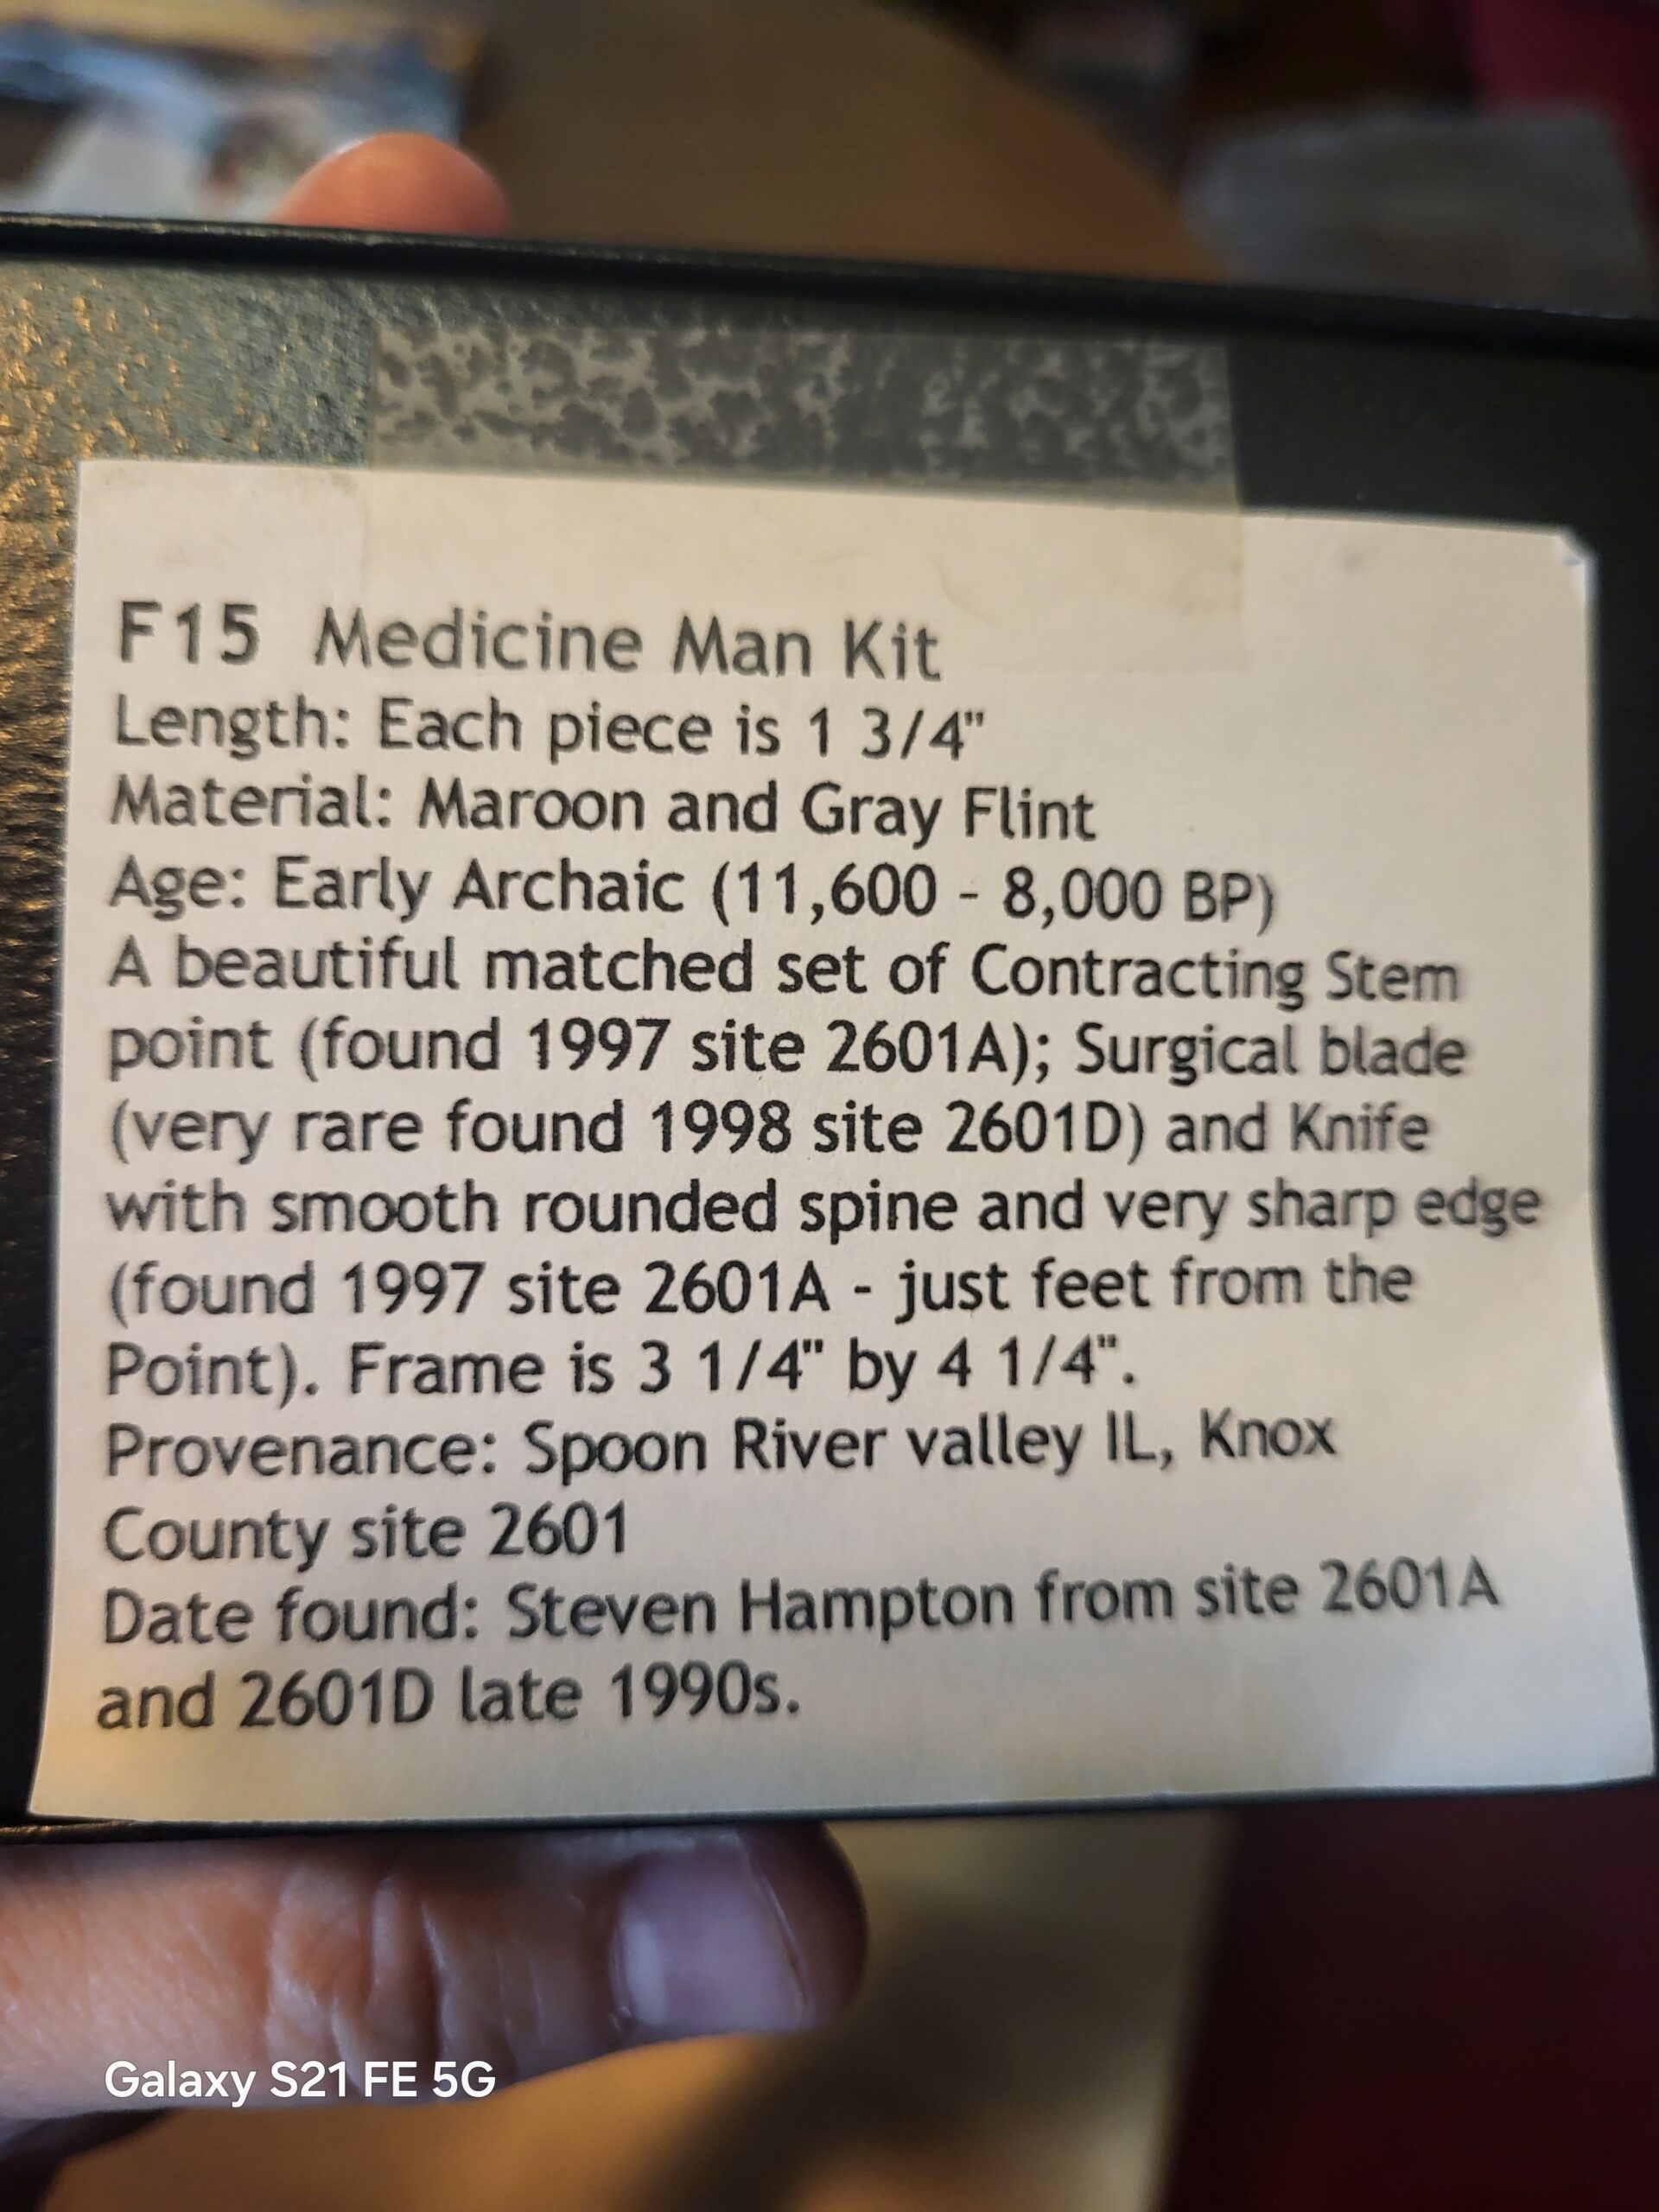 F15 Medicine Man Kit
Length: Each piece is 1 3/4"
Material: Maroon and Gray Flint
Age: Early Archaic (11,600 - 8,000 BP)
A beautiful matched set of Contracting Stem
point (found 1997 site 2601A); Surgical blade
(very rare found 1998 site 2601D) and Knife
with smooth rounded spine and very sharp edge
(found 1997 site 2601A - just feet from the
Point). Frame is 3 1/4" by 4 1/4".
Provenance: Spoon River valley IL, Knox
County site 2601
Date found: Steven Hampton from site 2601A
and 2601D late 1990s.
Galaxy S21 FE 5G